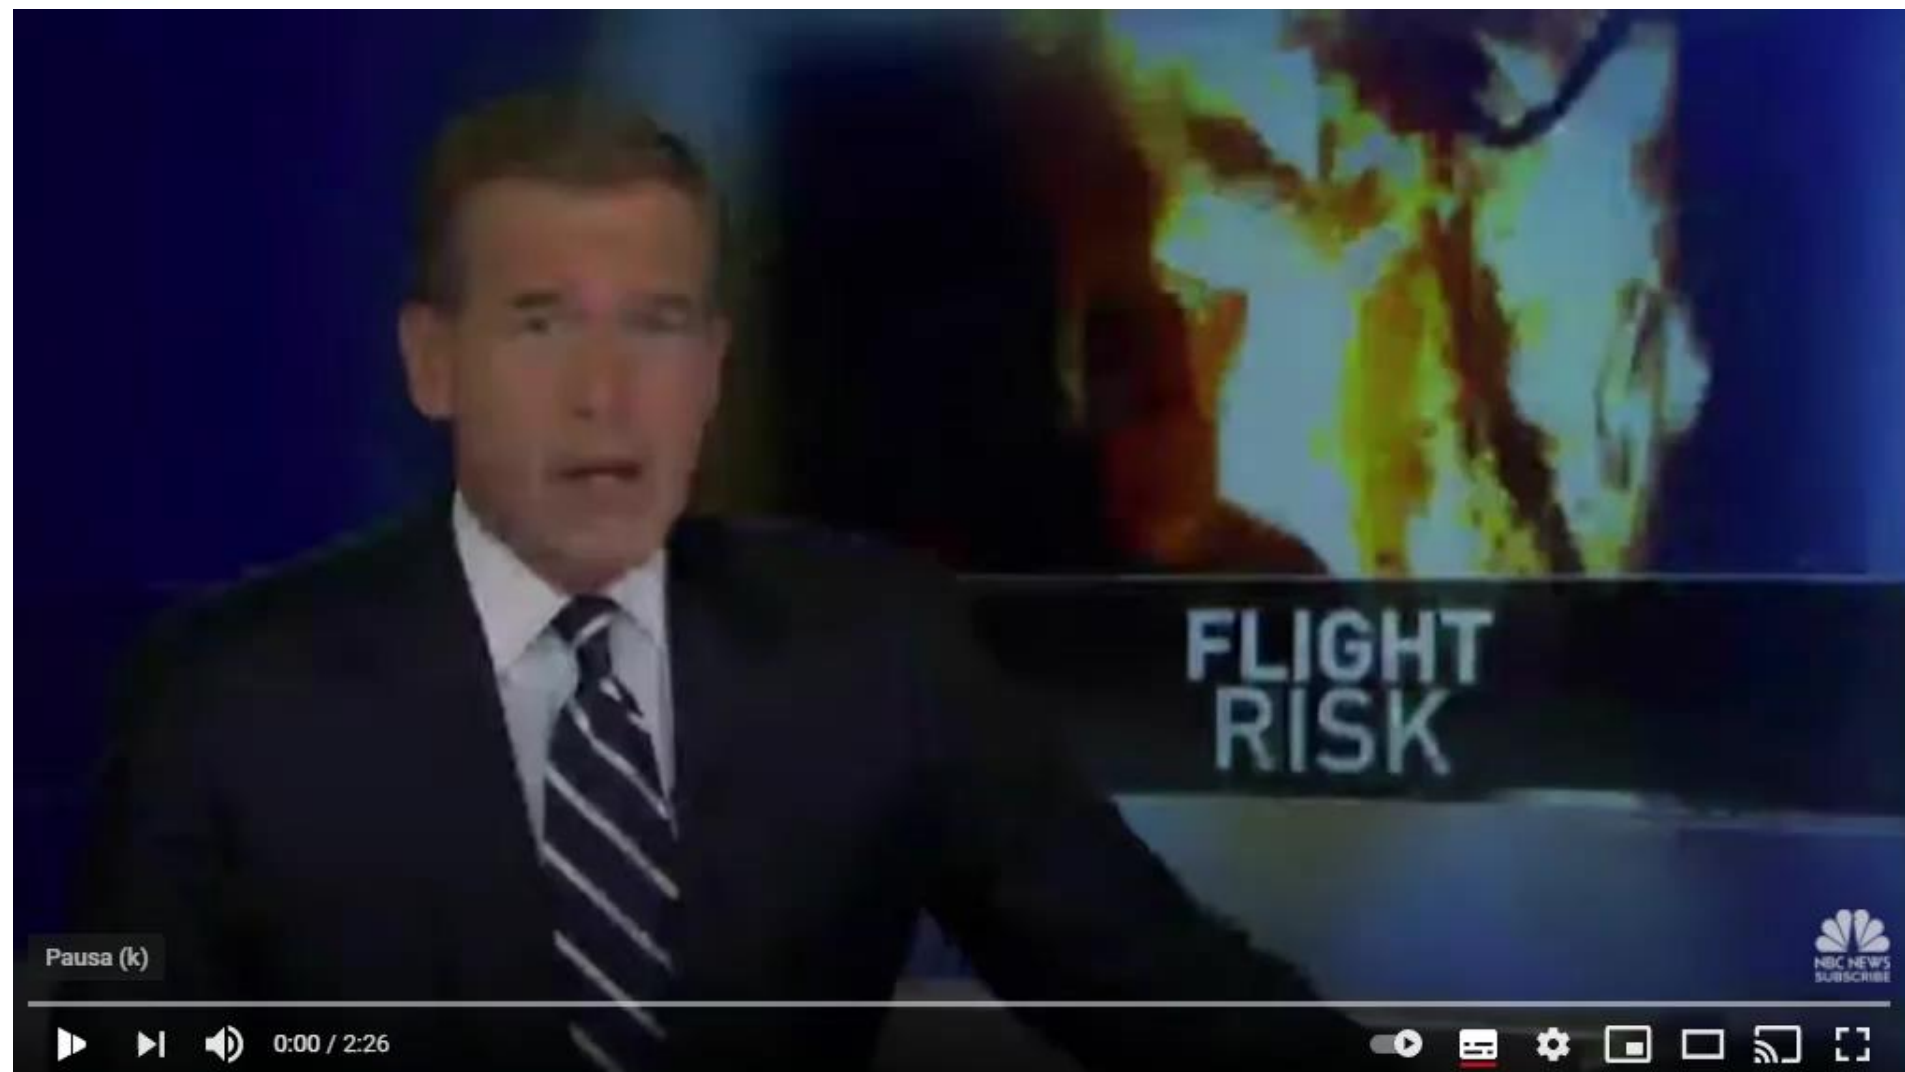 FLIGHT
RISK
NBC NEWS
SUBSCRIBE
Pausa (k)
0:00 / 2:26